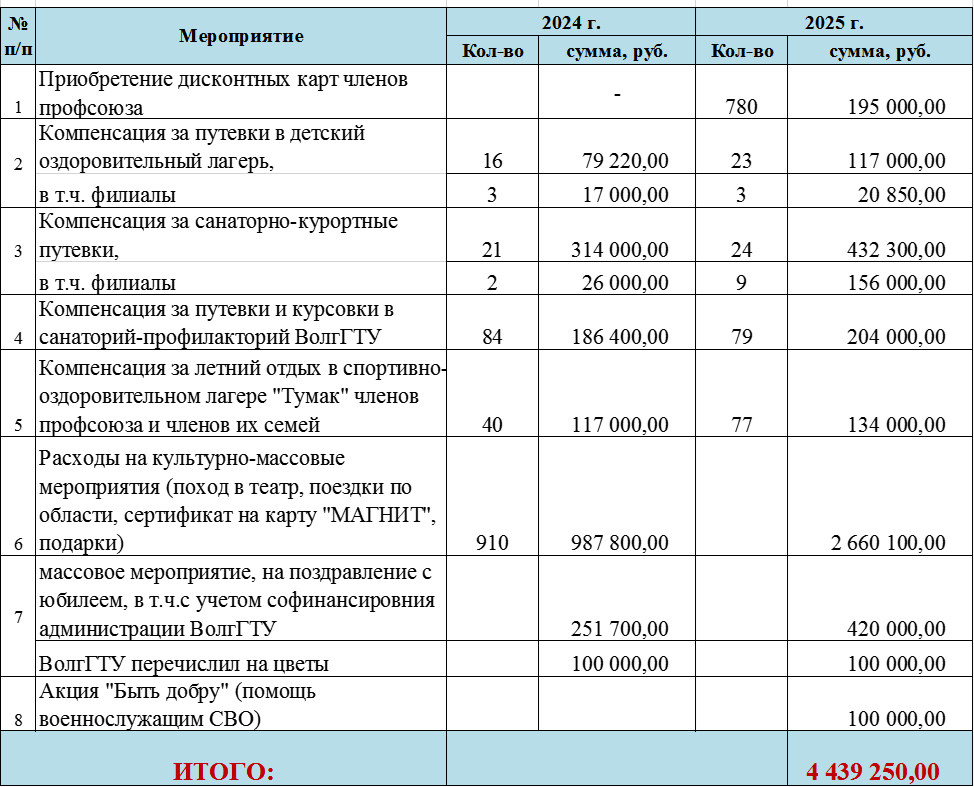 № п/п Мероприятие 2024 г. 2025 г.
Кол-во сумма, руб. Кол-во сумма, руб.
Приобретение дисконтных карт членов
1 профсоюза - 780 195 000,00
Компенсация за путевки в детский
2 оздоровительный лагерь, 16 79 220,00 23 117 000,00
в т.ч. филиалы 3 17 000,00 3 20 850,00
Компенсация за санаторно-курортные
3 путевки, 21 314 000,00 24 432 300,00
в т.ч. филиалы 2 26 000,00 9 156 000,00
Компенсация за путевки и курсовки в
4 санаторий-профилакторий ВолгГТУ 84 186 400,00 79 204 000,00
Компенсация за летний отдых в спортивно-
оздоровительном лагере "Тумак" членов
5 профсоюза и членов их семей 40 117 000,00 77 134 000,00
Расходы на культурно-массовые
мероприятия (поход в театр, поездки по
области, сертификат на карту "МАГНИТ",
6 подарки) 910 987 800,00 2 660 100,00
массовое мероприятие, на поздравление с
7 юбилеем, в т.ч.с учетом софинансировния
администрации ВолгГТУ 251 700,00 420 000,00
ВолгГТУ перечислил на цветы 100 000,00 100 000,00
Акция "Быть добру" (помощь
8 военнослужащим СВО) 100 000,00
ИТОГО: 4 439 250,00